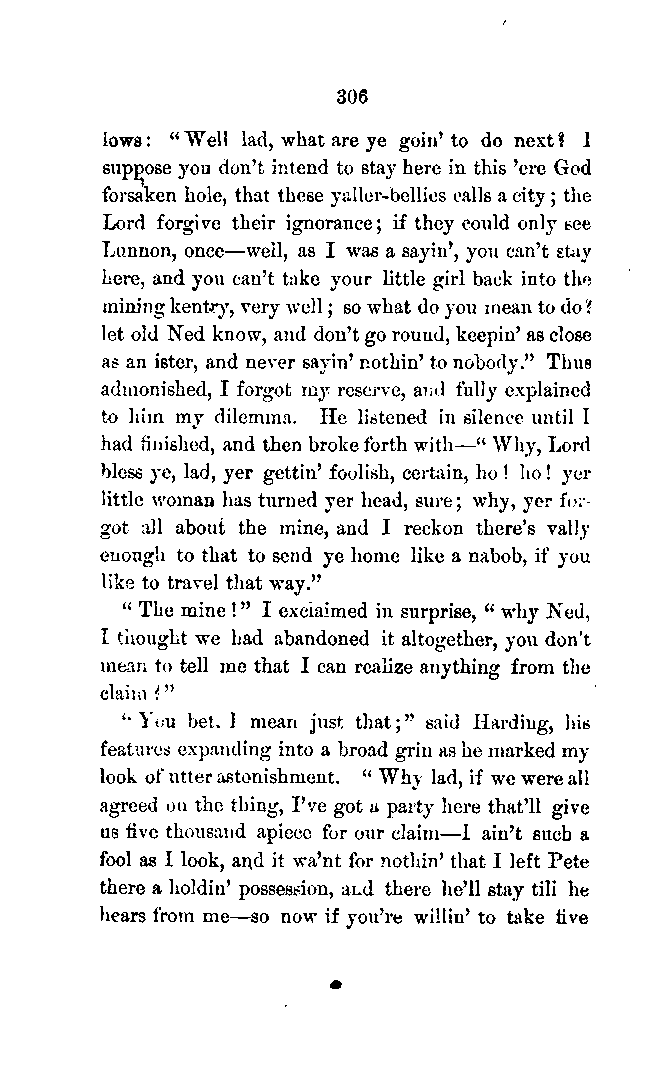 306
lows: “Well lad, what are ye goin’ to do next? I
suppose you don’t intend to stay here in this ’ere God
forsaken hole, that these yaller-bellies calls a city; the
Lord forgive their ignorance; if they could only see
Lunnon, once—well, as I was a sayin’, you can’t stay
here, and you can’t take your little girl back into the
mining kentry, very well; so what do you mean to do?
let old Ned know, and don’t go round, keepin’ as close
as an ister, and never sayin’ nothin’ to nobody.” Thus
admonished, I forgot my reserve, and fully explained
to him my dilemma. He listened in silence until I
had finished, and then broke forth with—“Why, Lord
bless ye, lad, yer gettin’ foolish, certain, ho! ho! yer
little woman has turned yer head, sure; why, yer for-
got all about the mine, and I reckon there’s vally
enough to that to send ye home like a nabob, if you
like to travel that way.”
“The mine!” I exclaimed in surprise, “why Ned,
I thought we had abandoned it altogether, you don’t
mean to tell me that I can realize anything from the
claim?”
“You bet. I mean just that;” said Harding, his
features expanding into a broad grin as he marked my
look of utter astonishment. “Why lad, if we were all
agreed on the thing, I’ve got a party here that’ll give
us five thousand apiece for our claim—I ain’t such a
fool as I look, and it wa’nt for nothin’ that I left Pete
there a holdin’ possession, and there he’ll stay till he
hears from me—so now if you’re willin’ to take five